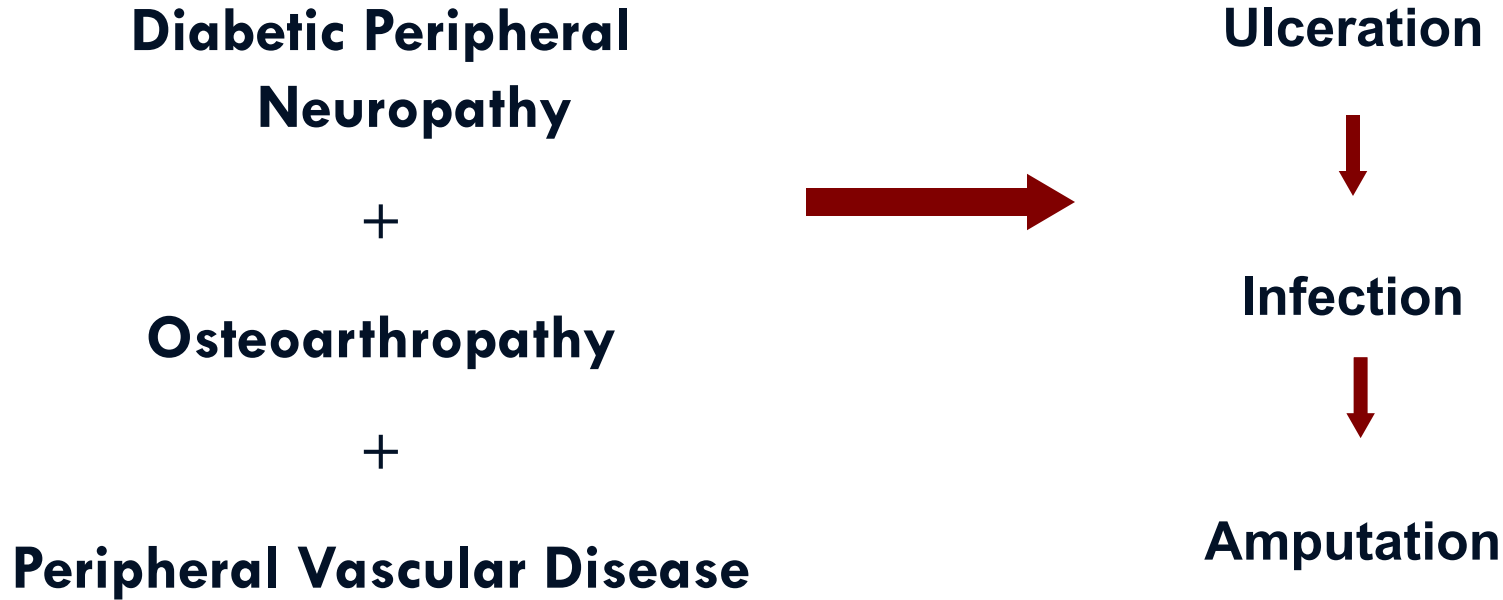 Diabetic Peripheral
Neuropathy
+
Osteoarthropathy
+
Peripheral Vascular Disease
Ulceration
Infection
Amputation